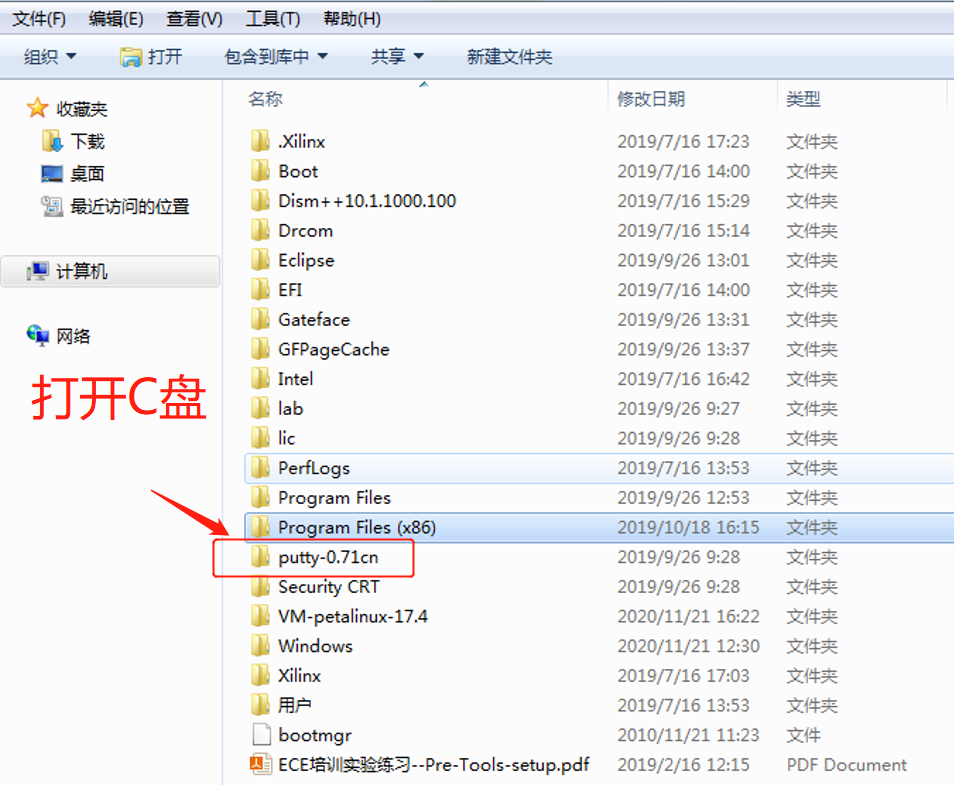 文件(F) 编辑(E) 查看(V) 工具(T) 帮助(H)
组织 打开 包含到库中 共享 新建文件夹
名称 修改日期 类型
收藏夹
下载
桌面
最近访问的位置
计算机
网络
打开C盘
.Xilinx 2019/7/16 17:23 文件夹
Boot 2019/7/16 14:00 文件夹
Dism++10.1.1000.100 2019/7/16 15:29 文件夹
Drcom 2019/7/16 15:14 文件夹
Eclipse 2019/9/26 13:01 文件夹
EFI 2019/7/16 14:00 文件夹
Gateface 2019/9/26 13:31 文件夹
GFPageCache 2019/9/26 13:37 文件夹
Intel 2019/7/16 16:42 文件夹
lab 2019/9/26 9:27 文件夹
lic 2019/9/26 9:28 文件夹
PerfLogs 2019/7/16 13:53 文件夹
Program Files 2019/9/26 12:53 文件夹
Program Files (x86) 2019/10/18 16:15 文件夹
putty-0.71cn 2019/9/26 9:28 文件夹
Security CRT 2019/9/26 9:28 文件夹
VM-petalinux-17.4 2020/11/21 16:22 文件夹
Windows 2020/11/21 12:30 文件夹
Xilinx 2019/7/16 17:03 文件夹
用户 2019/7/16 13:53 文件夹
bootmgr 2010/11/21 11:23 文件
ECE培训实验练习--Pre-Tools-setup.pdf 2019/2/16 12:15 PDF Document